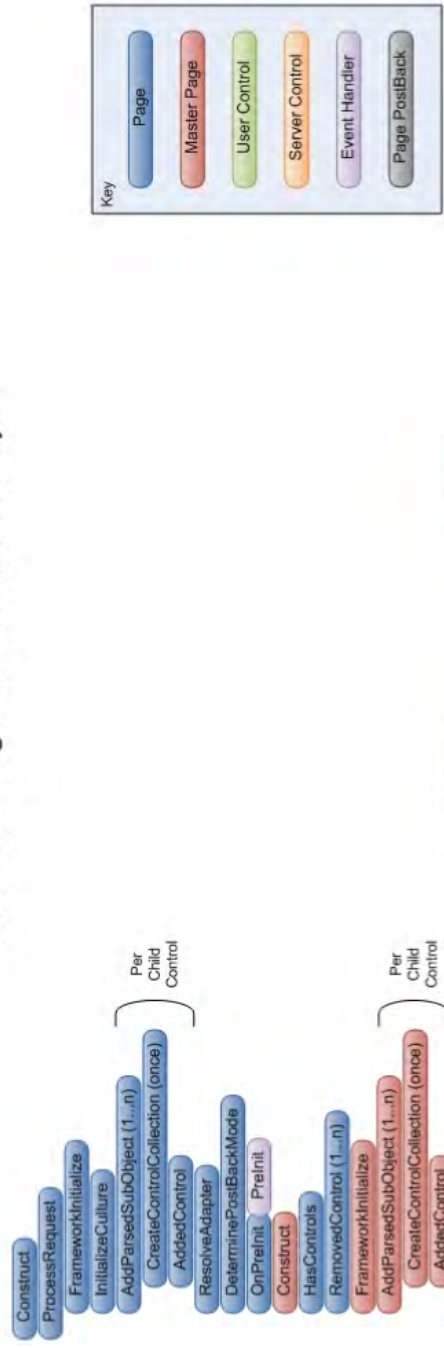 Construct
ProcessRequest
FrameworkInitialize
InitializeCulture
AddParsedSubObject (1...n)
CreateControlCollection (once)
AddedControl
Per
Child
Control
ResolveAdapter
DeterminePostBackMode
OnPreInit
PreInit
Construct
HasControls
RemovedControl (1...n)
FrameworkInitialize
AddParsedSubObject (1...n)
CreateControlCollection (once)
AddedControl
Per
Child
Control
Key
Page
Master Page
User Control
Server Control
Event Handler
Page PostBack